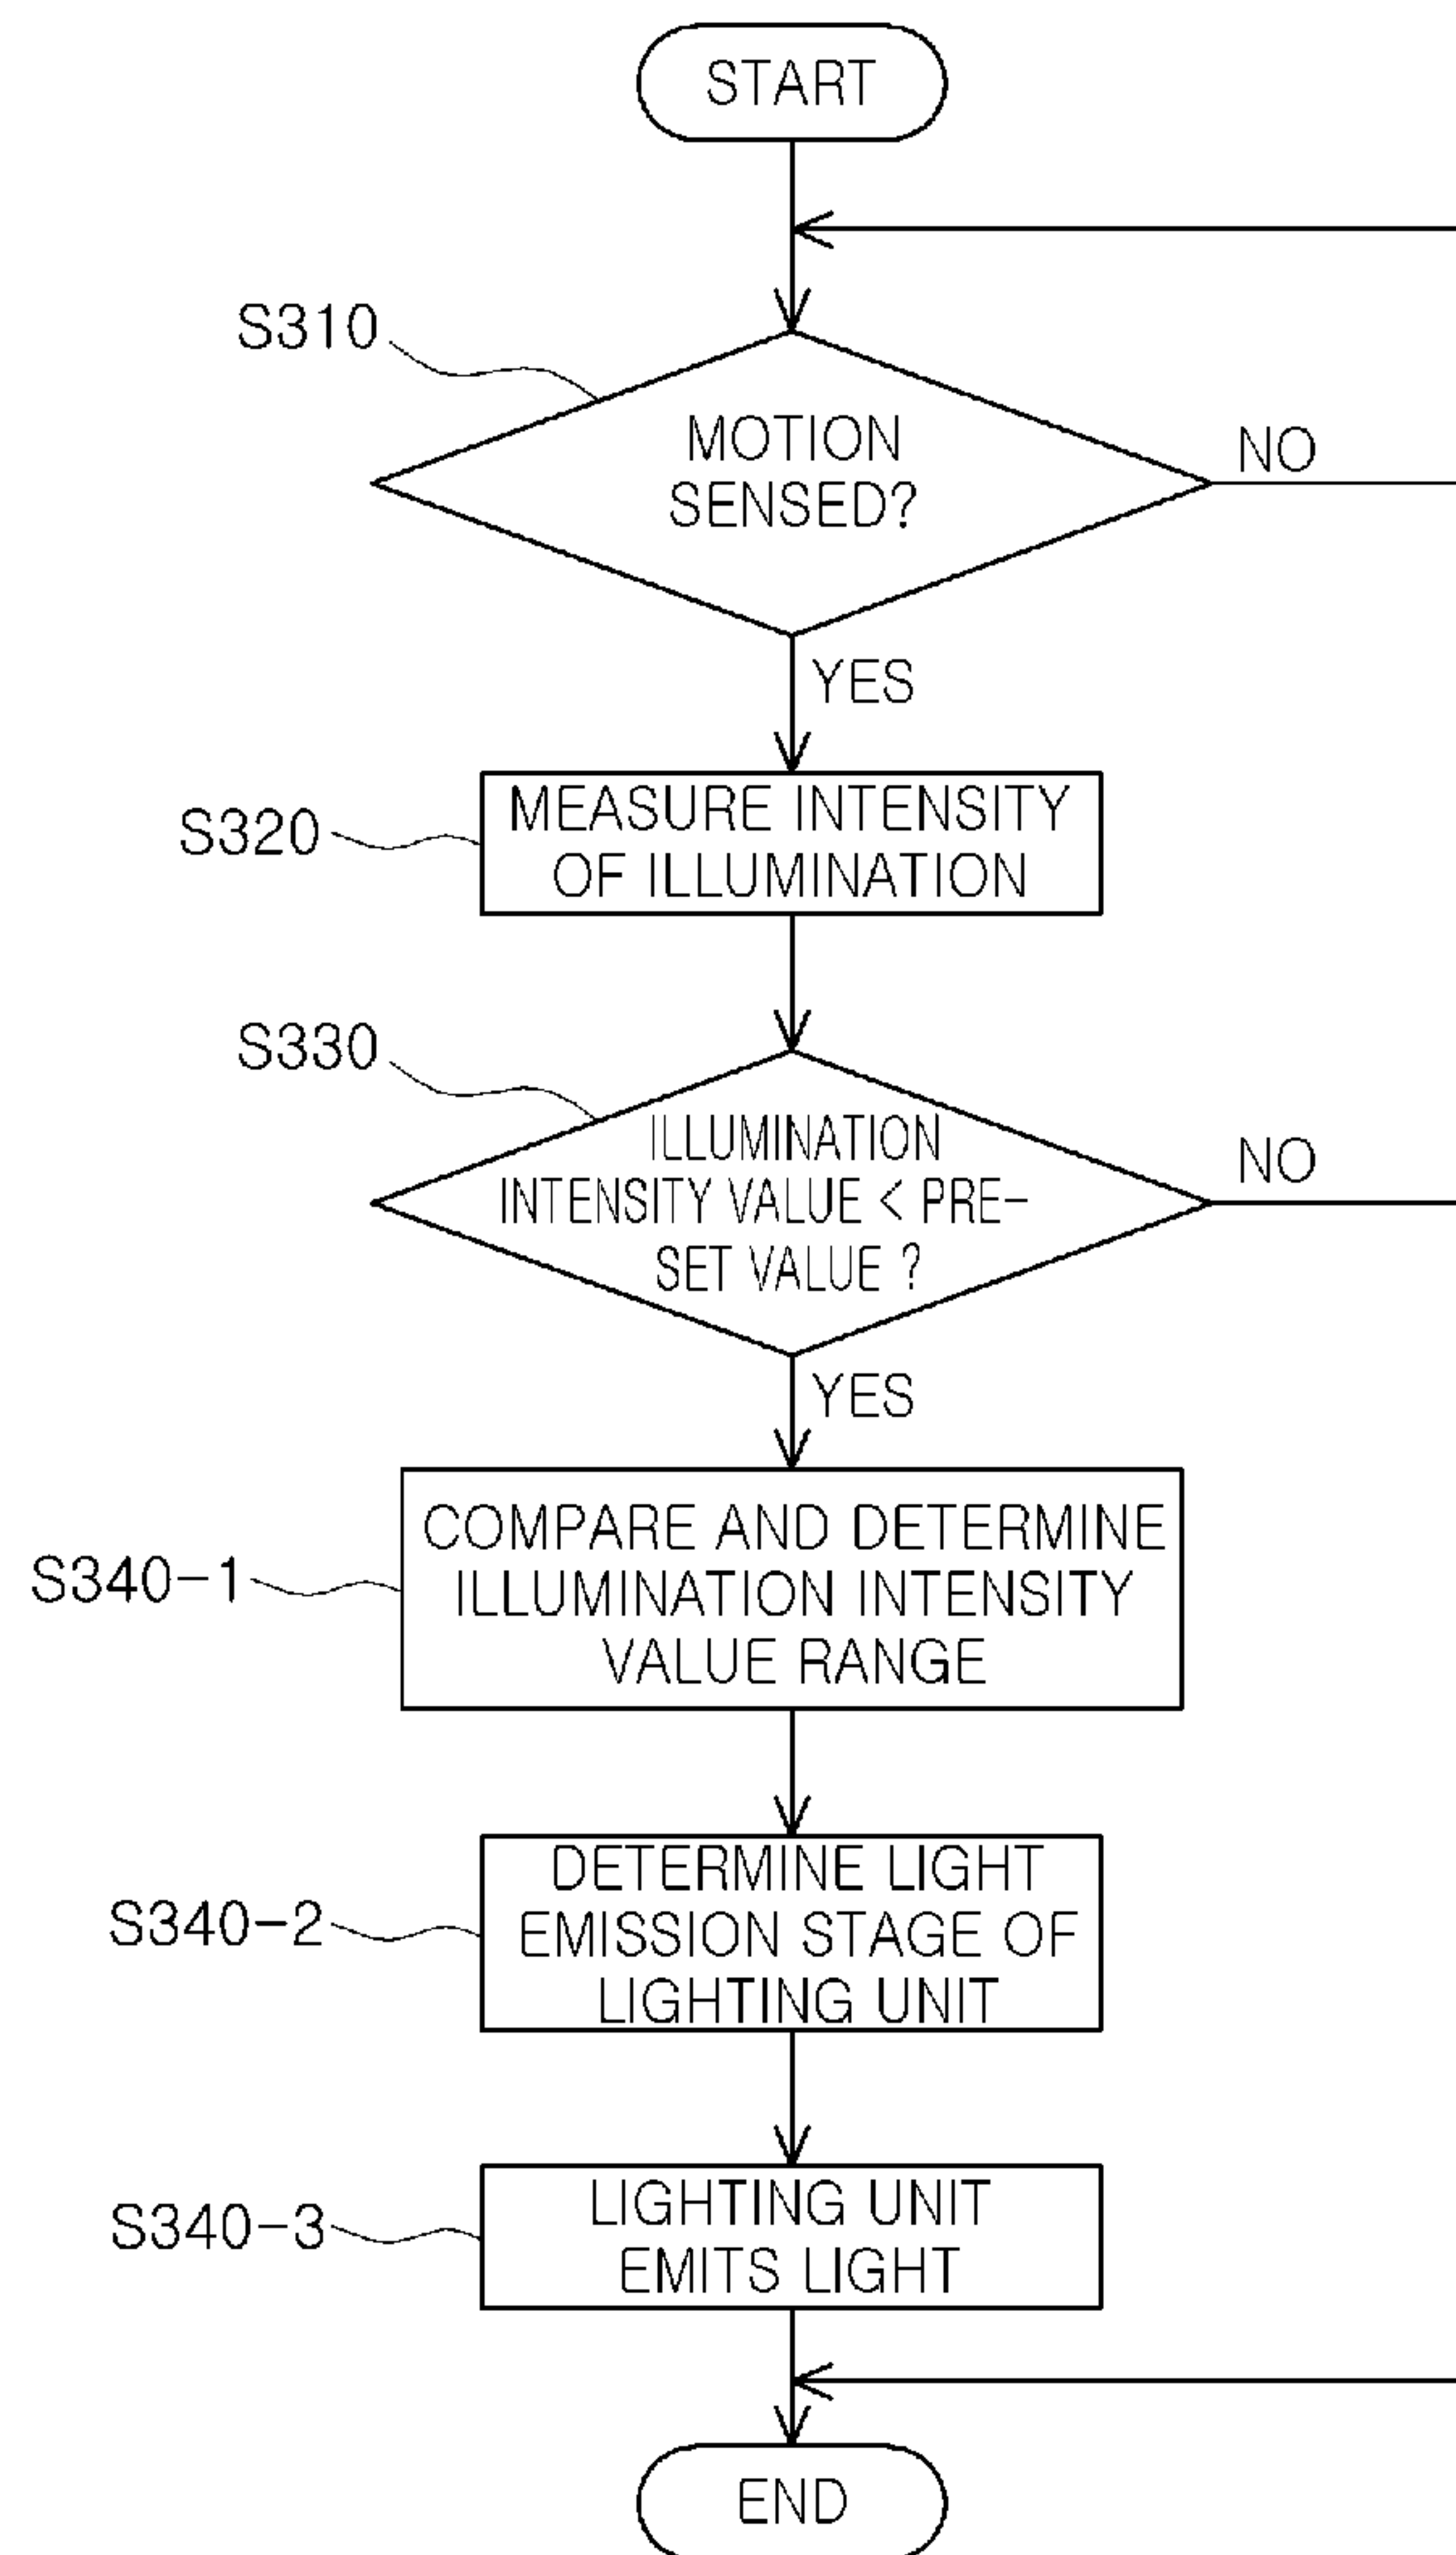 START
S310
MOTION
SENSED?
NO
YES
S320
MEASURE INTENSITY
OF ILLUMINATION
S330
ILLUMINATION
INTENSITY VALUE < PRE-
SET VALUE ?
NO
YES
S340-1
COMPARE AND DETERMINE
ILLUMINATION INTENSITY
VALUE RANGE
S340-2
DETERMINE LIGHT
EMISSION STAGE OF
LIGHTING UNIT
S340-3
LIGHTING UNIT
EMITS LIGHT
END